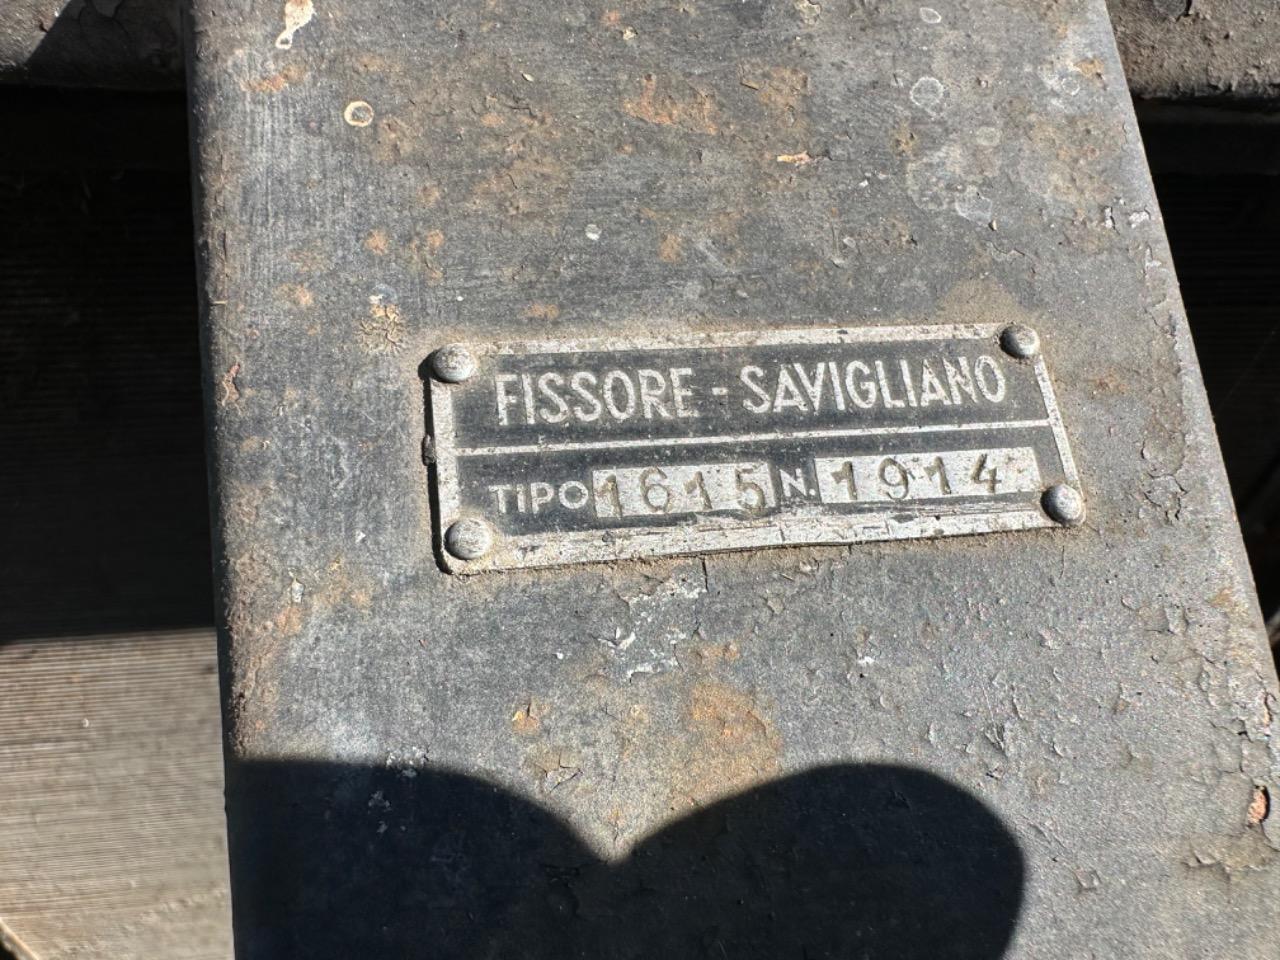 FISSORE - SAVIGLIANO
TIPO 1615 N. 1914